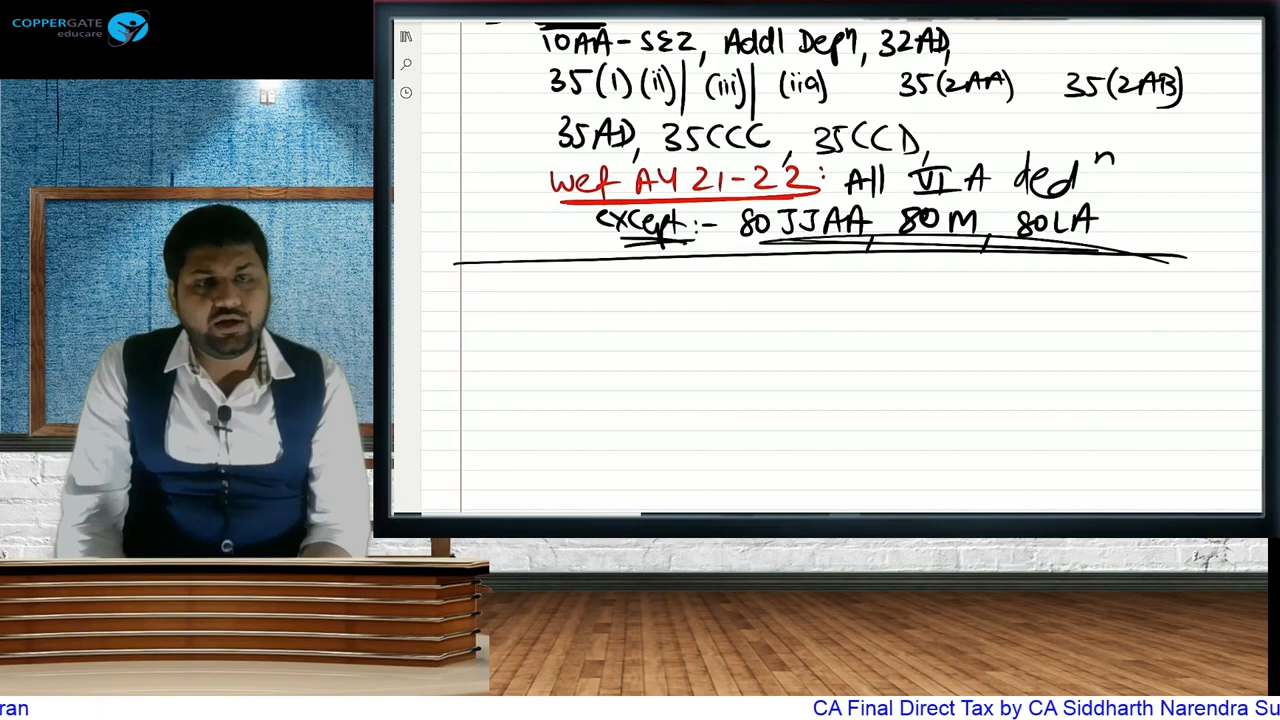 COPPERGATE
educare
10AA - SEZ, Addl Depn, 32AD,
35(1)(ii) | (iii) | (iia) 35(2AA) 35(2AB)
35AD, 35CCC, 35CCD,
wef AY 21-22: All VI A dedn
except:- 80JJAA, 80M, 80LA
ran CA Final Direct Tax by CA Siddharth Narendra Su